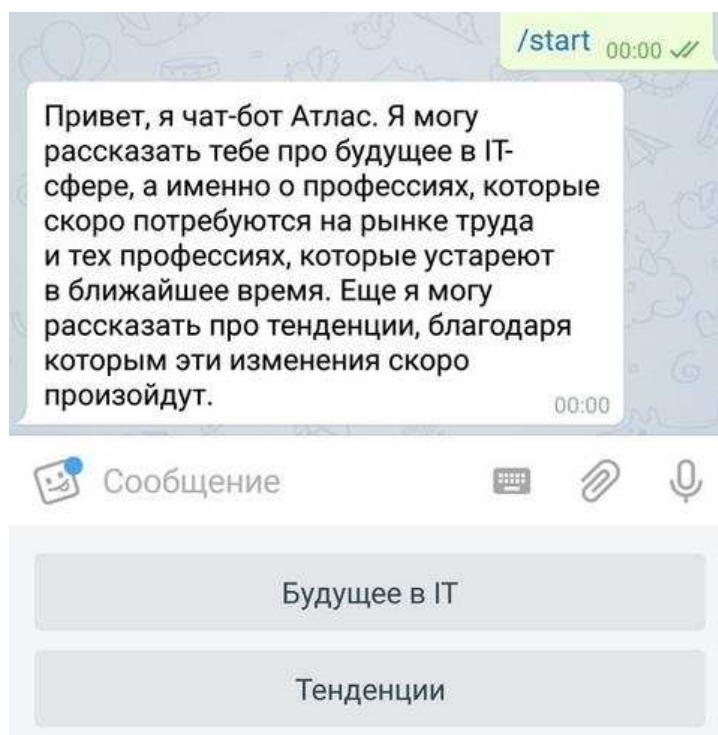 /start 00:00
Привет, я чат-бот Атлас. Я могу
рассказать тебе про будущее в IT-
сфере, а именно о профессиях, которые
скоро потребуются на рынке труда
и тех профессиях, которые устареют
в ближайшее время. Еще я могу
рассказать про тенденции, благодаря
которым эти изменения скоро
произойдут. 00:00
Сообщение
Будущее в IT
Тенденции